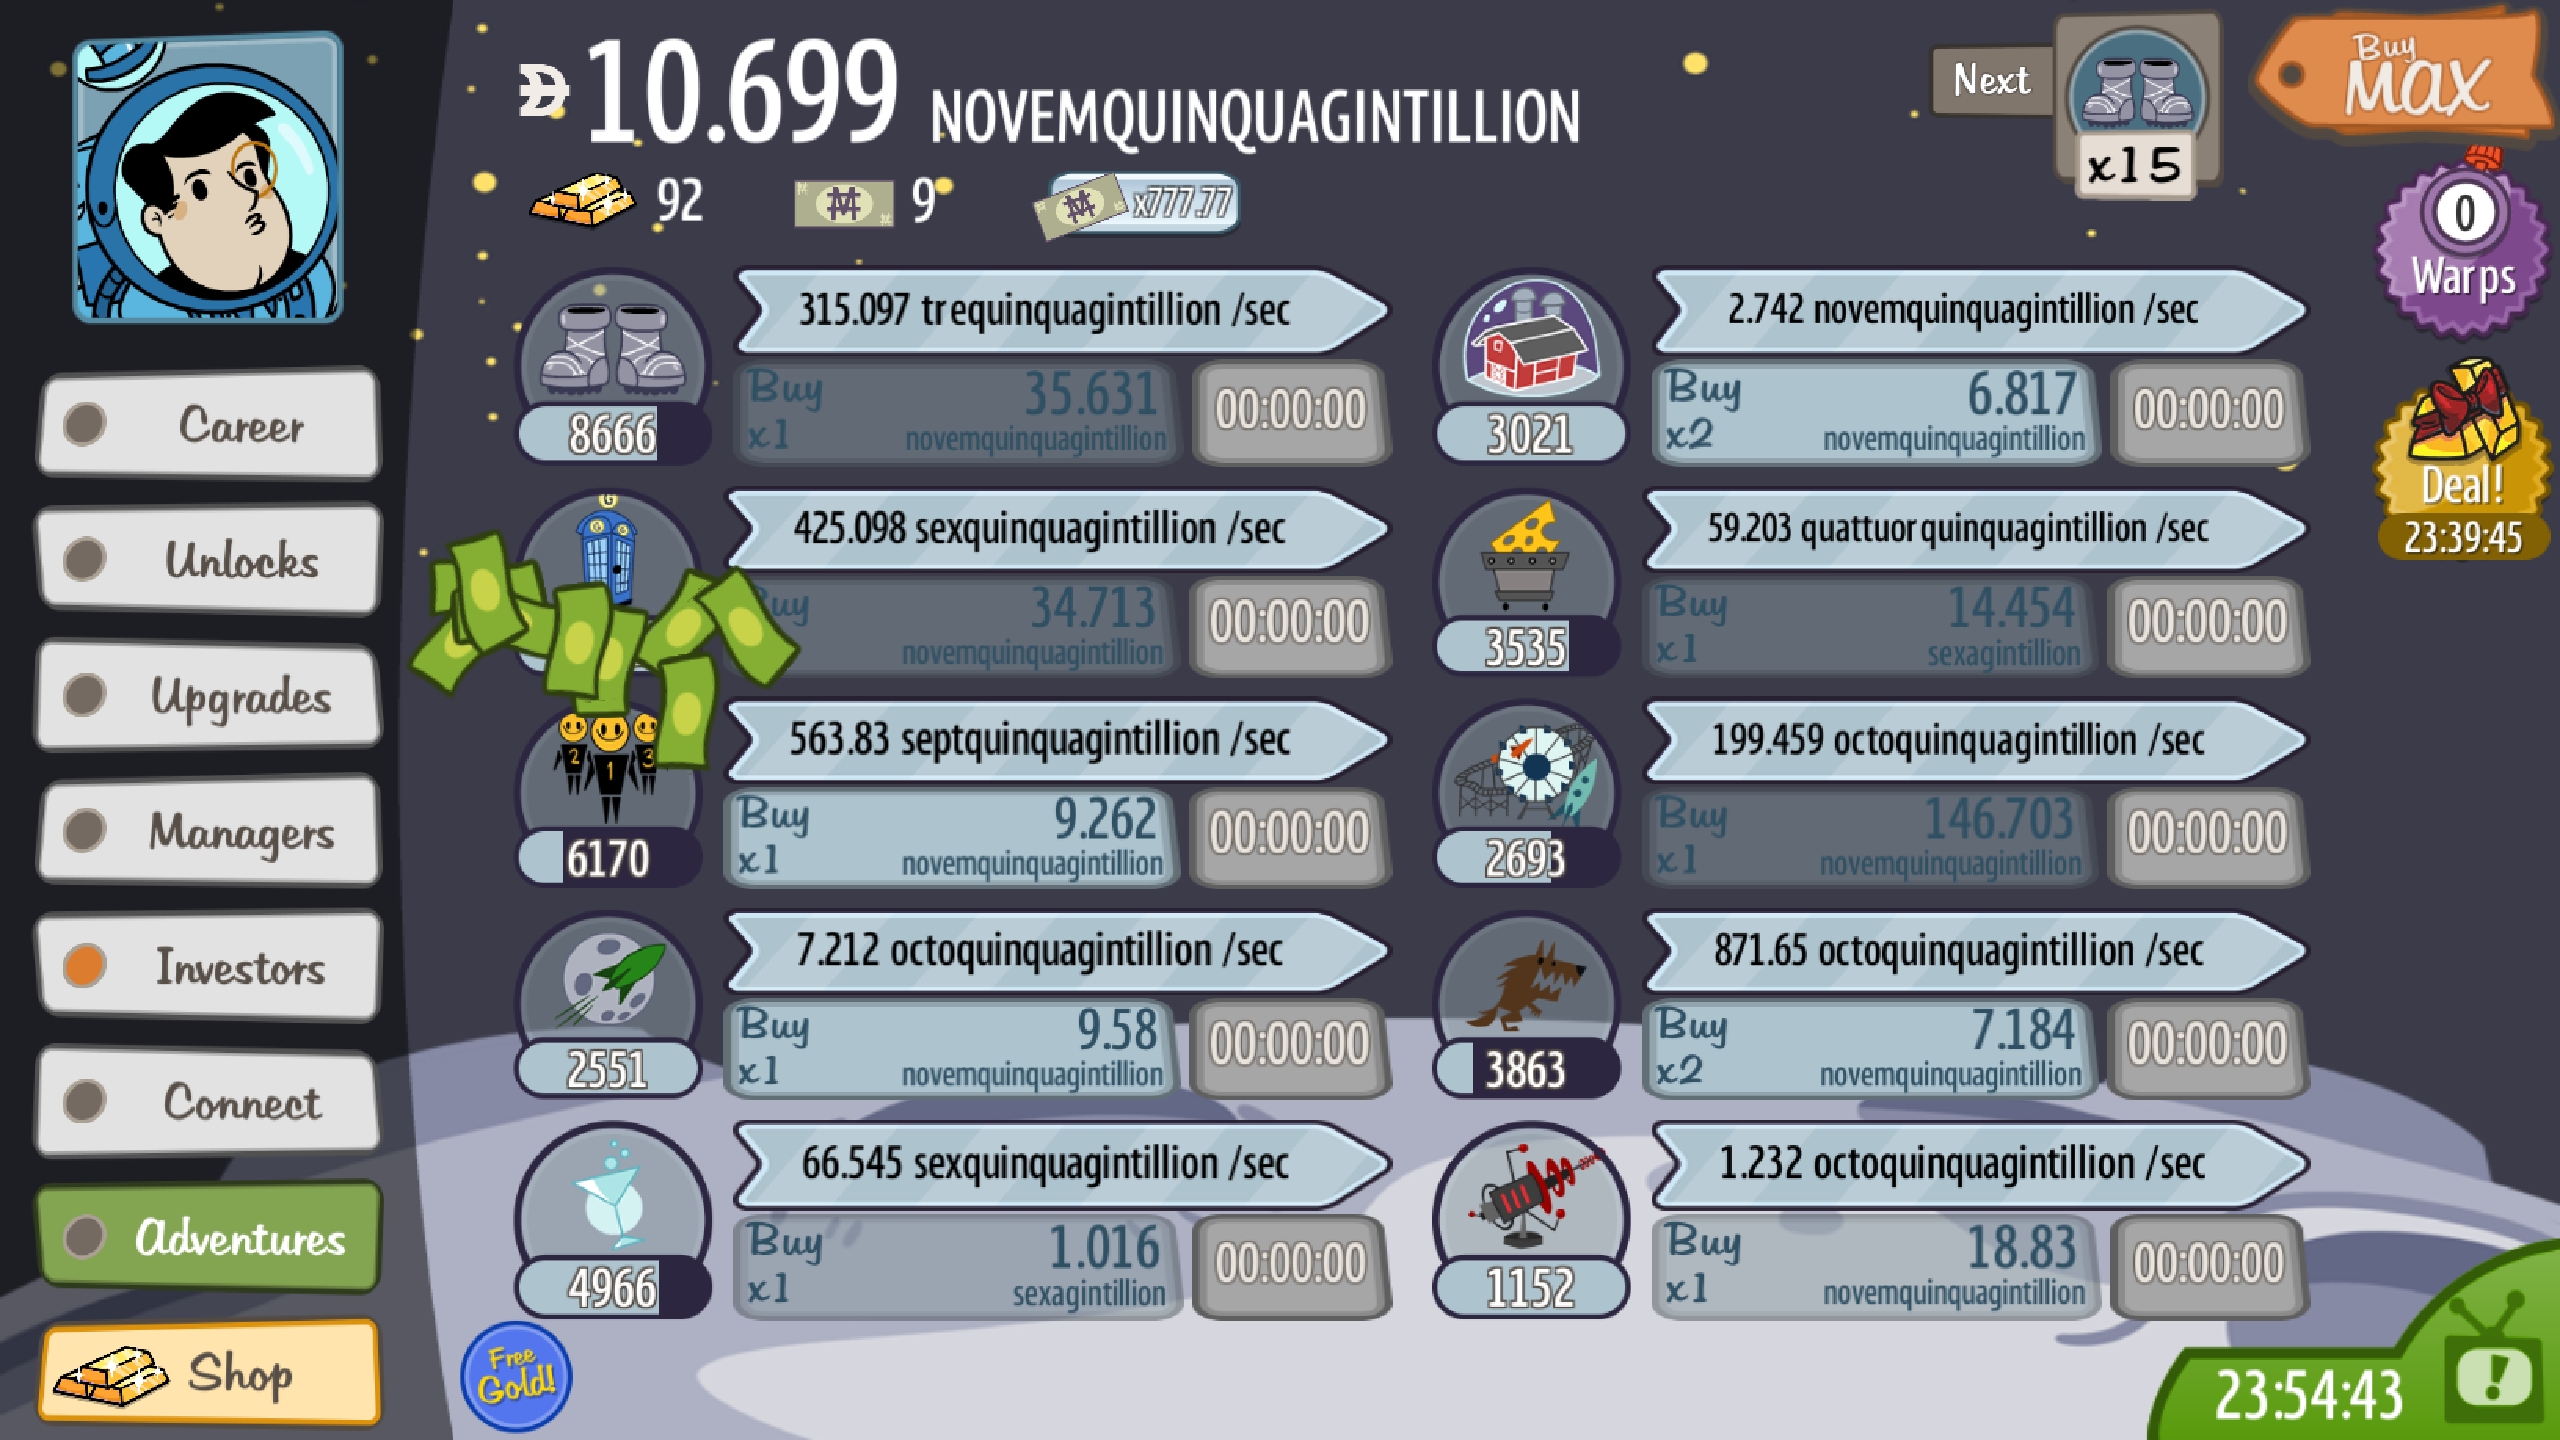 10.699 NOVEMQUINQUAGINTILLION
92
9
x777.77
Next
x15
Buy
MAX
0
Warps
Deal!
23:39:45
Career
Unlocks
Upgrades
Managers
Investors
Connect
Adventures
Shop
315.097 trequinquagintillion /sec
8666
Buy
x1
35.631
novemquinquagintillion
00:00:00
425.098 sexquinquagintillion /sec
Buy
34.713
novemquinquagintillion
00:00:00
2 1 3
563.83 septquinquagintillion /sec
6170
Buy
x1
9.262
novemquinquagintillion
00:00:00
7.212 octoquinquagintillion /sec
2551
Buy
x1
9.58
novemquinquagintillion
00:00:00
66.545 sexquinquagintillion /sec
4966
Buy
x1
1.016
sexagintillion
00:00:00
2.742 novemquinquagintillion /sec
3021
Buy
x2
6.817
novemquinquagintillion
00:00:00
59.203 quattuorquinquagintillion /sec
3535
Buy
x1
14.454
sexagintillion
00:00:00
199.459 octoquinquagintillion /sec
2693
Buy
x1
146.703
novemquinquagintillion
00:00:00
871.65 octoquinquagintillion /sec
3863
Buy
x2
7.184
novemquinquagintillion
00:00:00
1.232 octoquinquagintillion /sec
1152
Buy
x1
18.83
novemquinquagintillion
00:00:00
Free
Gold!
23:54:43
!